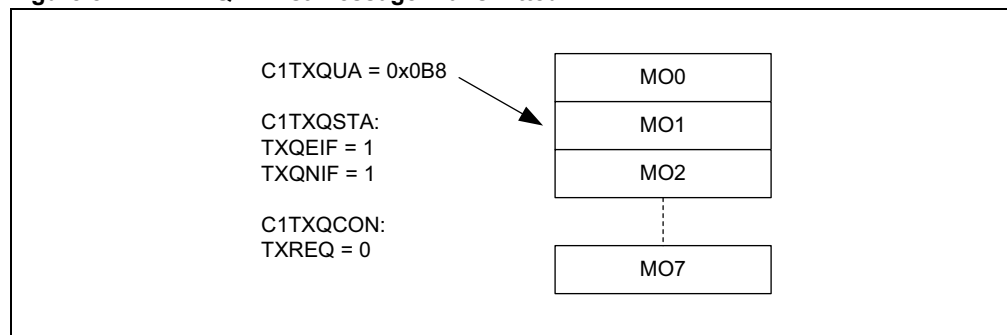 C1TXQUA = 0x0B8
C1TXQSTA:
TXQEIF = 1
TXQNIF = 1
C1TXQCON:
TXREQ = 0
MO0
MO1
MO2
MO7